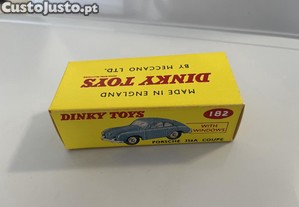 CustoJusto.pt
MADE IN ENGLAND
BY MECCANO LTD.
DINKY TOYS
DINKY TOYS
182
WITH
WINDOWS
PORSCHE 356A COUPE